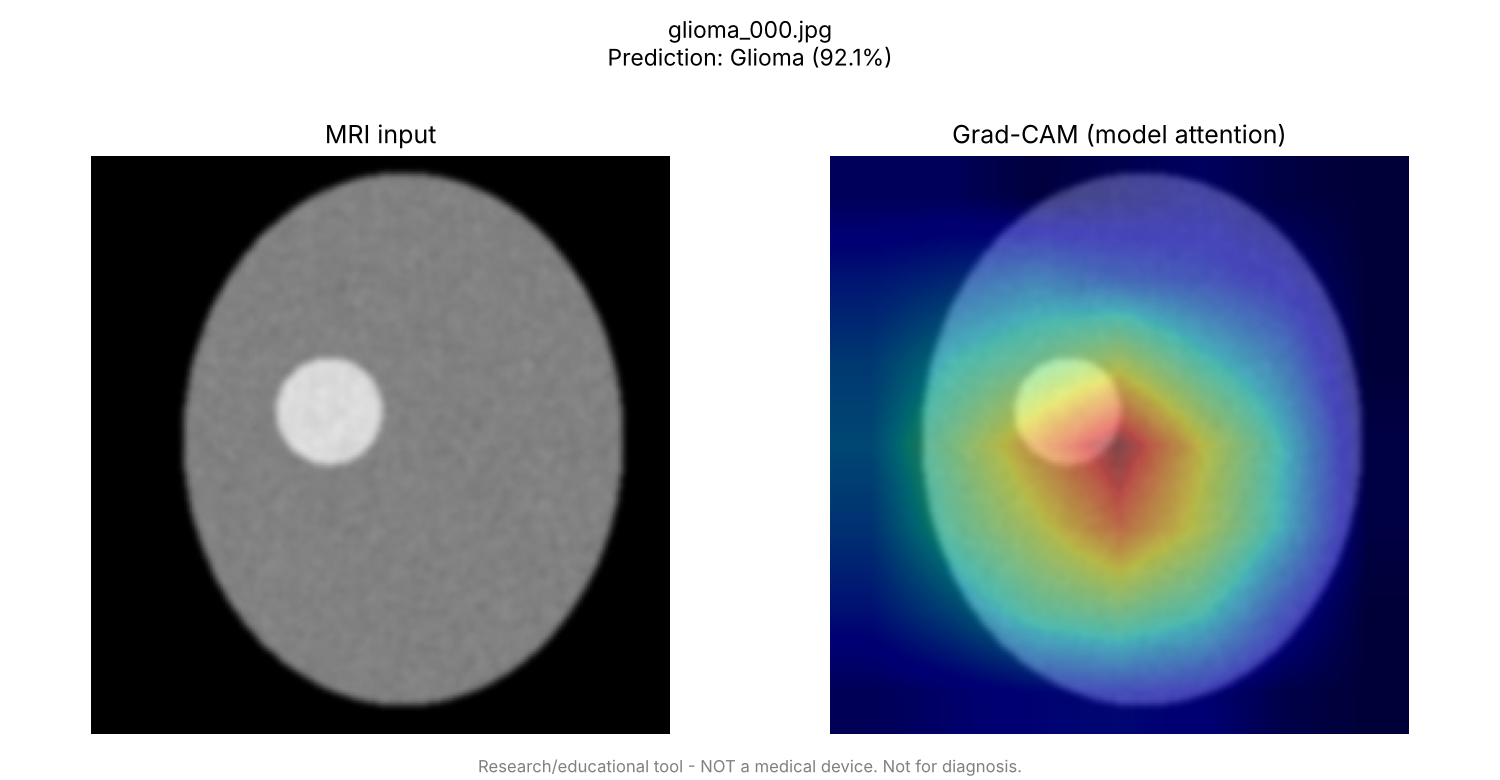 glioma_000.jpg
Prediction: Glioma (92.1%)
MRI input
Grad-CAM (model attention)
Research/educational tool - NOT a medical device. Not for diagnosis.